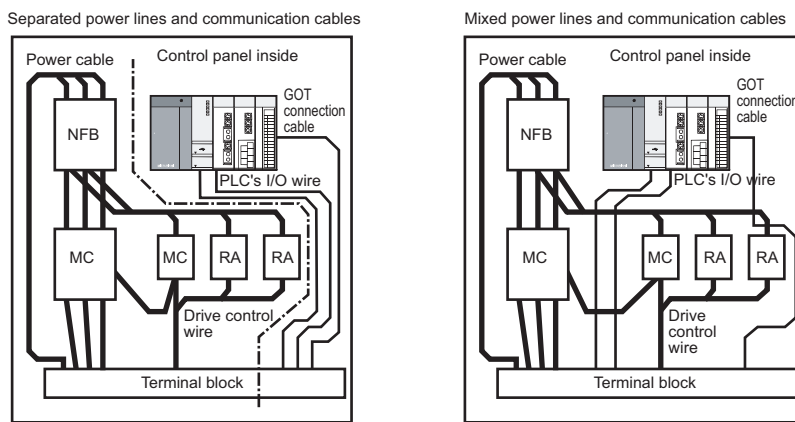 Separated power lines and communication cables
Power cable
Control panel inside
GOT
connection
cable
NFB
PLC's I/O wire
MC
MC
RA
RA
Drive control
wire
Terminal block
Mixed power lines and communication cables
Power cable
Control panel inside
GOT
connection
cable
NFB
PLC's I/O wire
MC
MC
RA
RA
Drive
control
wire
Terminal block